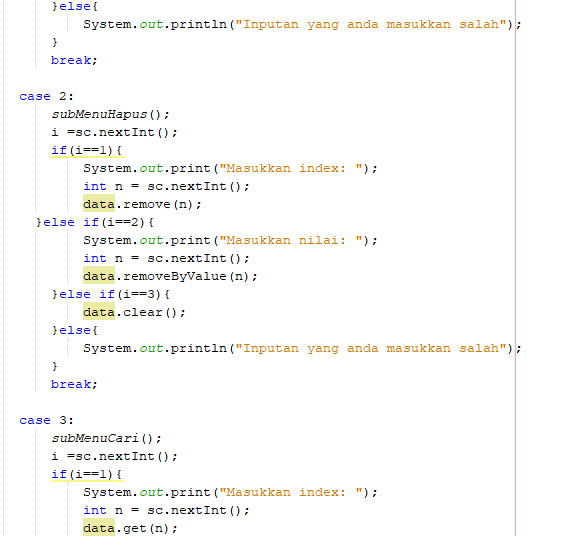 }else{
System.out.println("Inputan yang anda masukkan salah");
}
break;
case 2:
subMenuHapus();
i =sc.nextInt();
if(i==1){
System.out.print("Masukkan index: ");
int n = sc.nextInt();
data.remove(n);
}else if(i==2){
System.out.print("Masukkan nilai: ");
int n = sc.nextInt();
data.removeByValue(n);
}else if(i==3){
data.clear();
}else{
System.out.println("Inputan yang anda masukkan salah");
}
break;
case 3:
subMenuCari();
i =sc.nextInt();
if(i==1){
System.out.print("Masukkan index: ");
int n = sc.nextInt();
data.get(n);